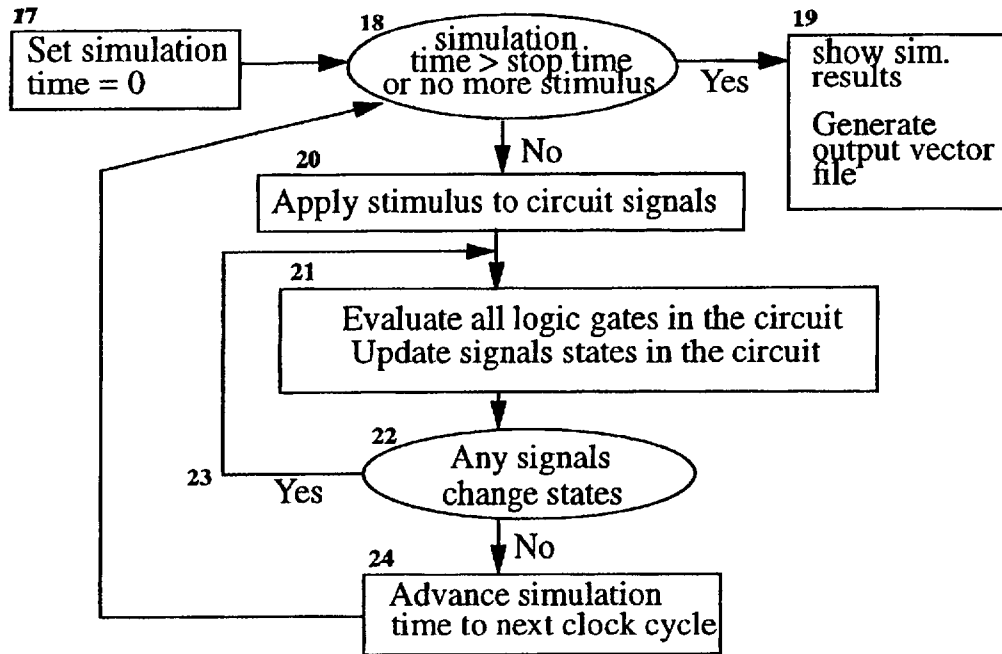 17
Set simulation
time = 0
18
simulation
time > stop time
or no more stimulus
Yes
19
show sim.
results
Generate
output vector
file
No
20
Apply stimulus to circuit signals
21
Evaluate all logic gates in the circuit
Update signals states in the circuit
22
Any signals
change states
23
Yes
No
24
Advance simulation
time to next clock cycle